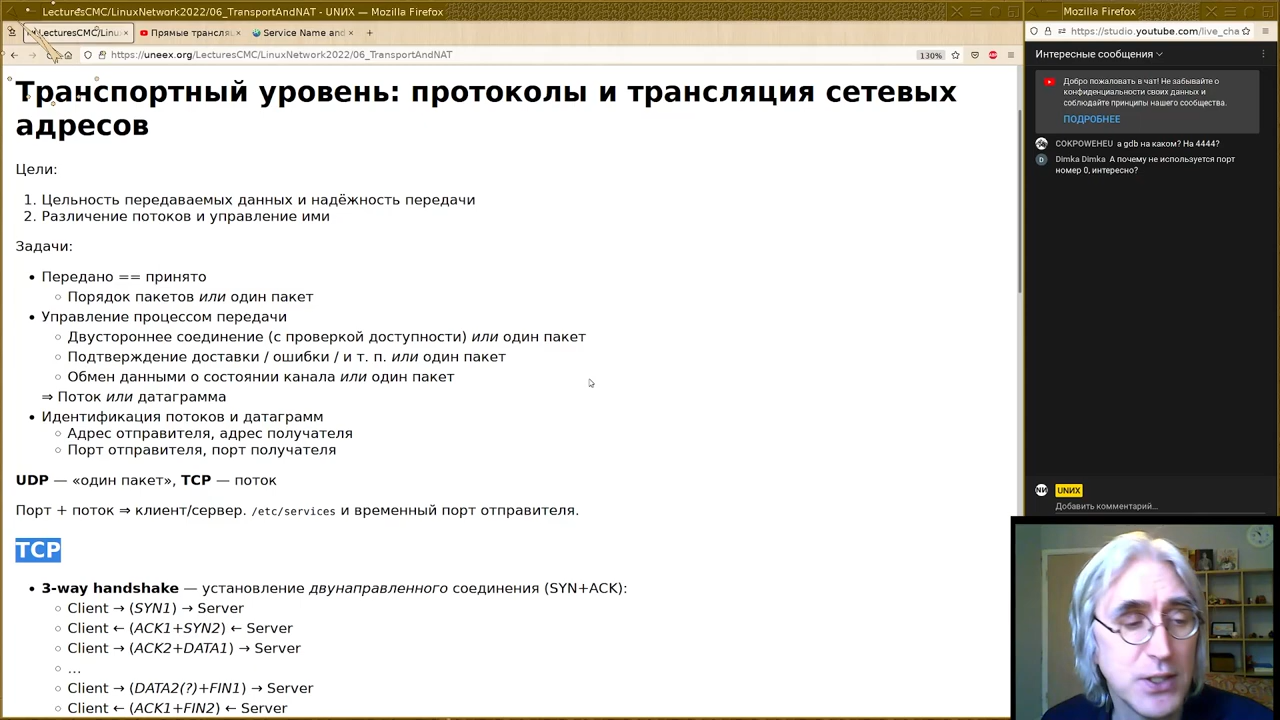 LecturesCMC/LinuxNetwork2022/06_TransportAndNAT - UNИX — Mozilla Firefox
LecturesCMC/Linu
Прямые трансляц
Service Name and
https://uneex.org/LecturesCMC/LinuxNetwork2022/06_TransportAndNAT
130%
Транспортный уровень: протоколы и трансляция сетевых
адресов
Цели:
1. Цельность передаваемых данных и надёжность передачи
2. Различение потоков и управление ими
Задачи:
• Передано == принято
◦ Порядок пакетов или один пакет
• Управление процессом передачи
◦ Двустороннее соединение (с проверкой доступности) или один пакет
◦ Подтверждение доставки / ошибки / и т. п. или один пакет
◦ Обмен данными о состоянии канала или один пакет
⇒ Поток или датаграмма
• Идентификация потоков и датаграмм
◦ Адрес отправителя, адрес получателя
◦ Порт отправителя, порт получателя
UDP — «один пакет», TCP — поток
Порт + поток ⇒ клиент/сервер. /etc/services и временный порт отправителя.
TCP
• 3-way handshake — установление двунаправленного соединения (SYN+ACK):
◦ Client → (SYN1) → Server
◦ Client ← (ACK1+SYN2) ← Server
◦ Client → (ACK2+DATA1) → Server
◦ …
◦ Client → (DATA2(?)+FIN1) → Server
◦ Client ← (ACK1+FIN2) ← Server
Mozilla Firefox
https://studio.youtube.com/live_cha
Интересные сообщения
Добро пожаловать в чат! Не забывайте о
конфиденциальности своих данных и
соблюдайте принципы нашего сообщества.
ПОДРОБНЕЕ
COKPOWEHEU а gdb на каком? На 4444?
D Dimka Dimka А почему не используется порт
номер 0, интересно?
UNИX
Добавить комментарий…